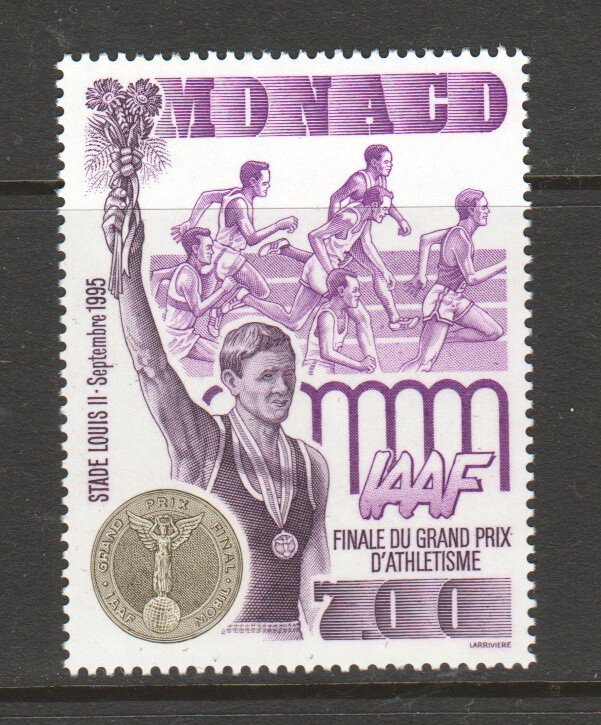 MONACO
STADE LOUIS II - Septembre 1995
IAAF
FINALE DU GRAND PRIX
D'ATHLETISME
7.00
IAAF · GRAND PRIX FINAL · MOBIL
LARRIVIERE